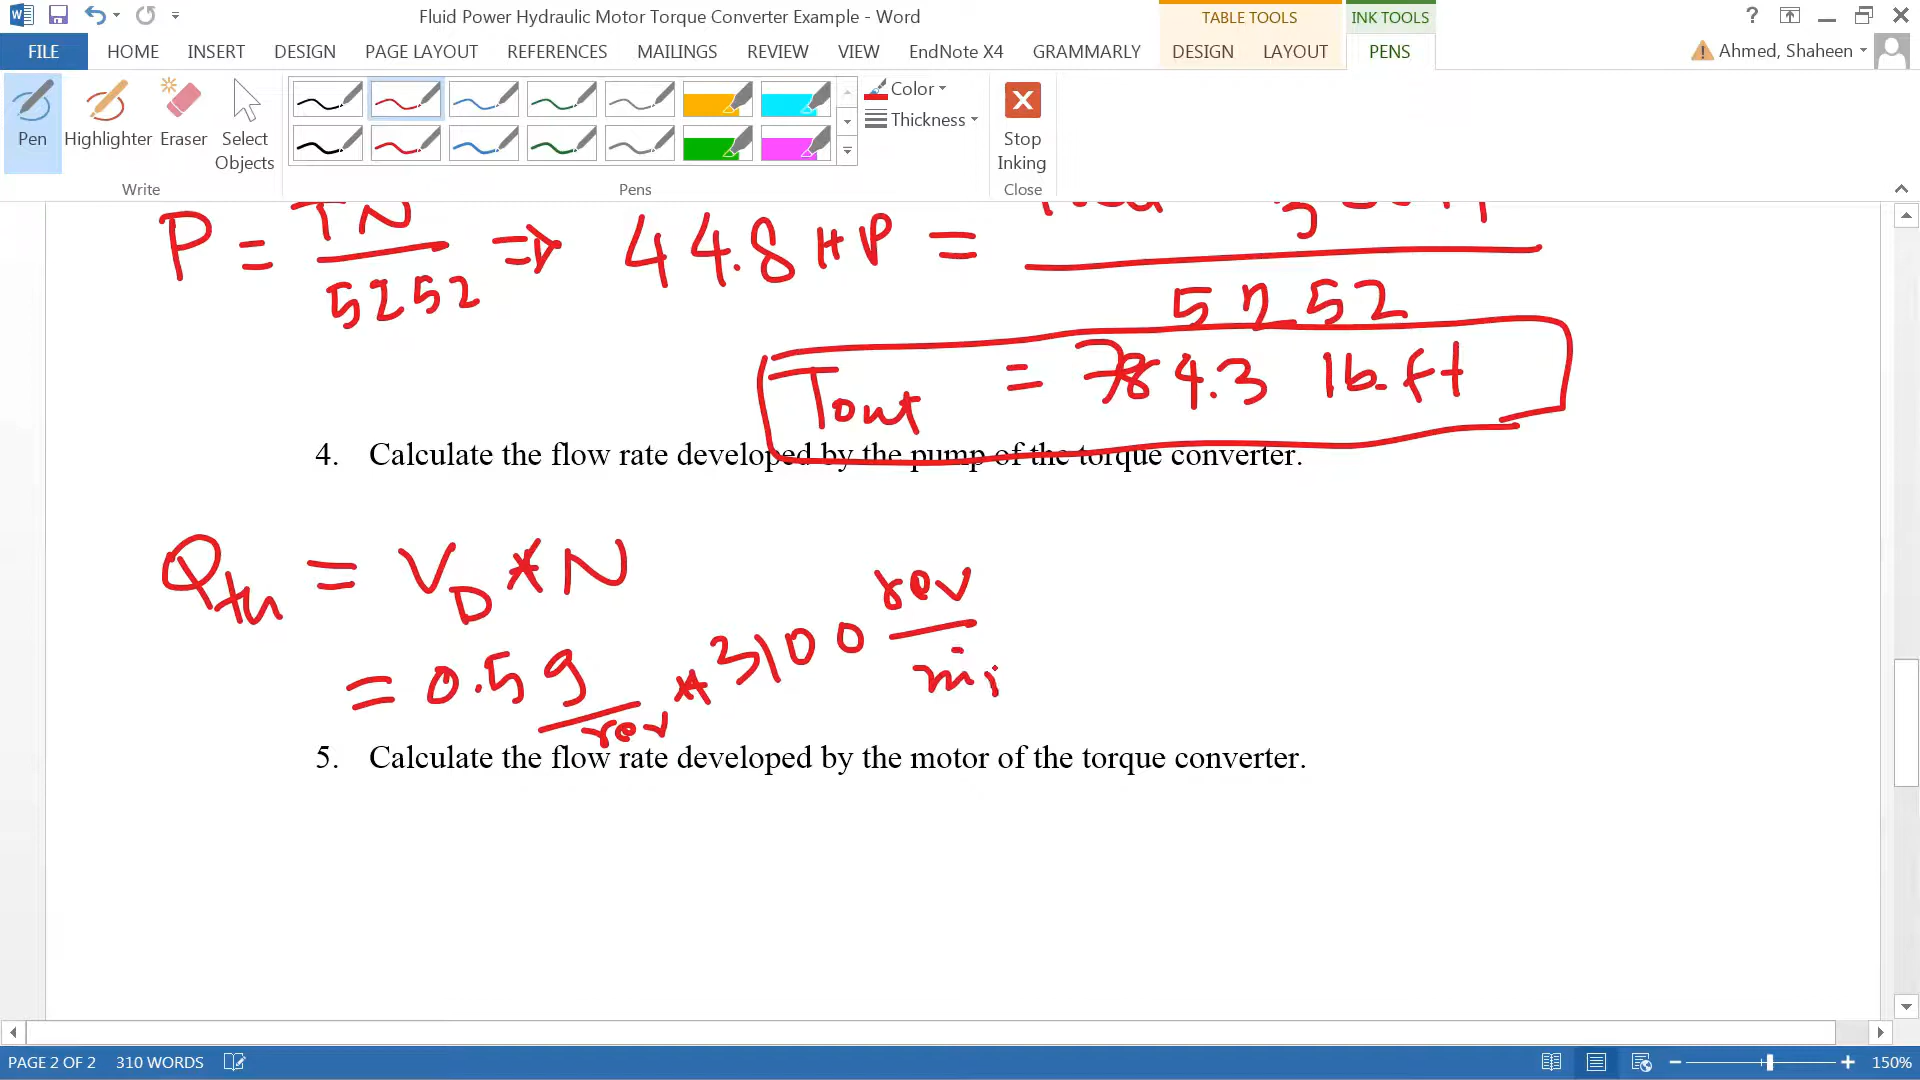 Fluid Power Hydraulic Motor Torque Converter Example - Word
TABLE TOOLS
INK TOOLS
?
FILE HOME INSERT DESIGN PAGE LAYOUT REFERENCES MAILINGS REVIEW VIEW EndNote X4 GRAMMARLY DESIGN LAYOUT PENS
Ahmed, Shaheen
Pen
Highlighter
Eraser
Select Objects
Color
Thickness
Stop Inking
Write
Pens
Close
P = TN / 5252 => 44.8 HP =
5252
Tout = 784.3 lb.ft
4. Calculate the flow rate developed by the pump of the torque converter.
Qth = VD * N
= 0.5 g/rev * 3100 rev/mi
5. Calculate the flow rate developed by the motor of the torque converter.
PAGE 2 OF 2 310 WORDS
150%